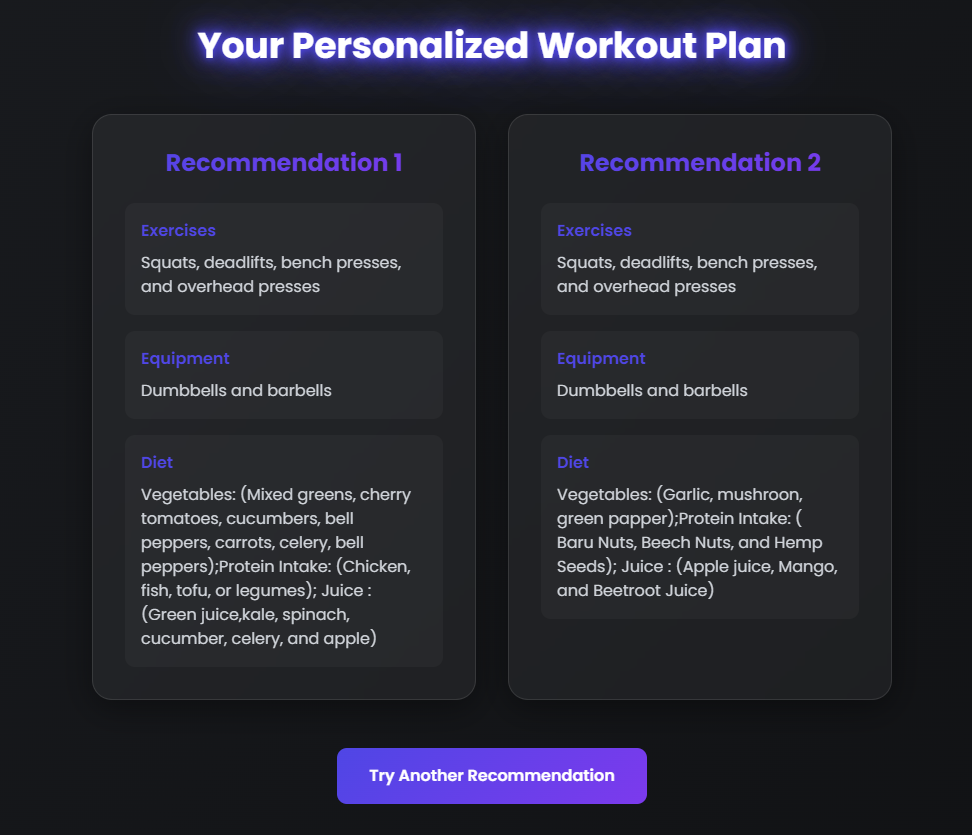 Your Personalized Workout Plan
Recommendation 1
Exercises
Squats, deadlifts, bench presses,
and overhead presses
Equipment
Dumbbells and barbells
Diet
Vegetables: (Mixed greens, cherry
tomatoes, cucumbers, bell
peppers, carrots, celery, bell
peppers);Protein Intake: (Chicken,
fish, tofu, or legumes); Juice :
(Green juice,kale, spinach,
cucumber, celery, and apple)
Recommendation 2
Exercises
Squats, deadlifts, bench presses,
and overhead presses
Equipment
Dumbbells and barbells
Diet
Vegetables: (Garlic, mushroon,
green papper);Protein Intake: (
Baru Nuts, Beech Nuts, and Hemp
Seeds); Juice : (Apple juice, Mango,
and Beetroot Juice)
Try Another Recommendation